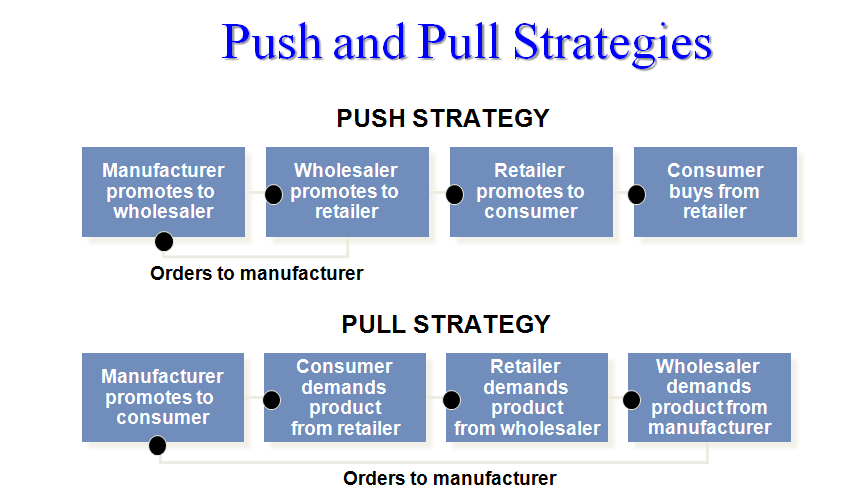 Push and Pull Strategies
PUSH STRATEGY
Manufacturer
promotes to
wholesaler
Wholesaler
promotes to
retailer
Retailer
promotes to
consumer
Consumer
buys from
retailer
Orders to manufacturer
PULL STRATEGY
Manufacturer
promotes to
consumer
Consumer
demands
product
from retailer
Retailer
demands
product
from wholesaler
Wholesaler
demands
product from
manufacturer
Orders to manufacturer